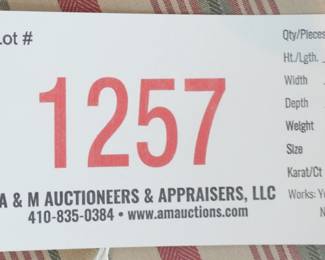 Lot #
1257
A & M AUCTIONEERS & APPRAISERS, LLC
410-835-0384 • www.amauctions.com
Qty/Pieces
Ht./Lgth.
Width
Depth
Weight
Size
Karat/Ct
Works: